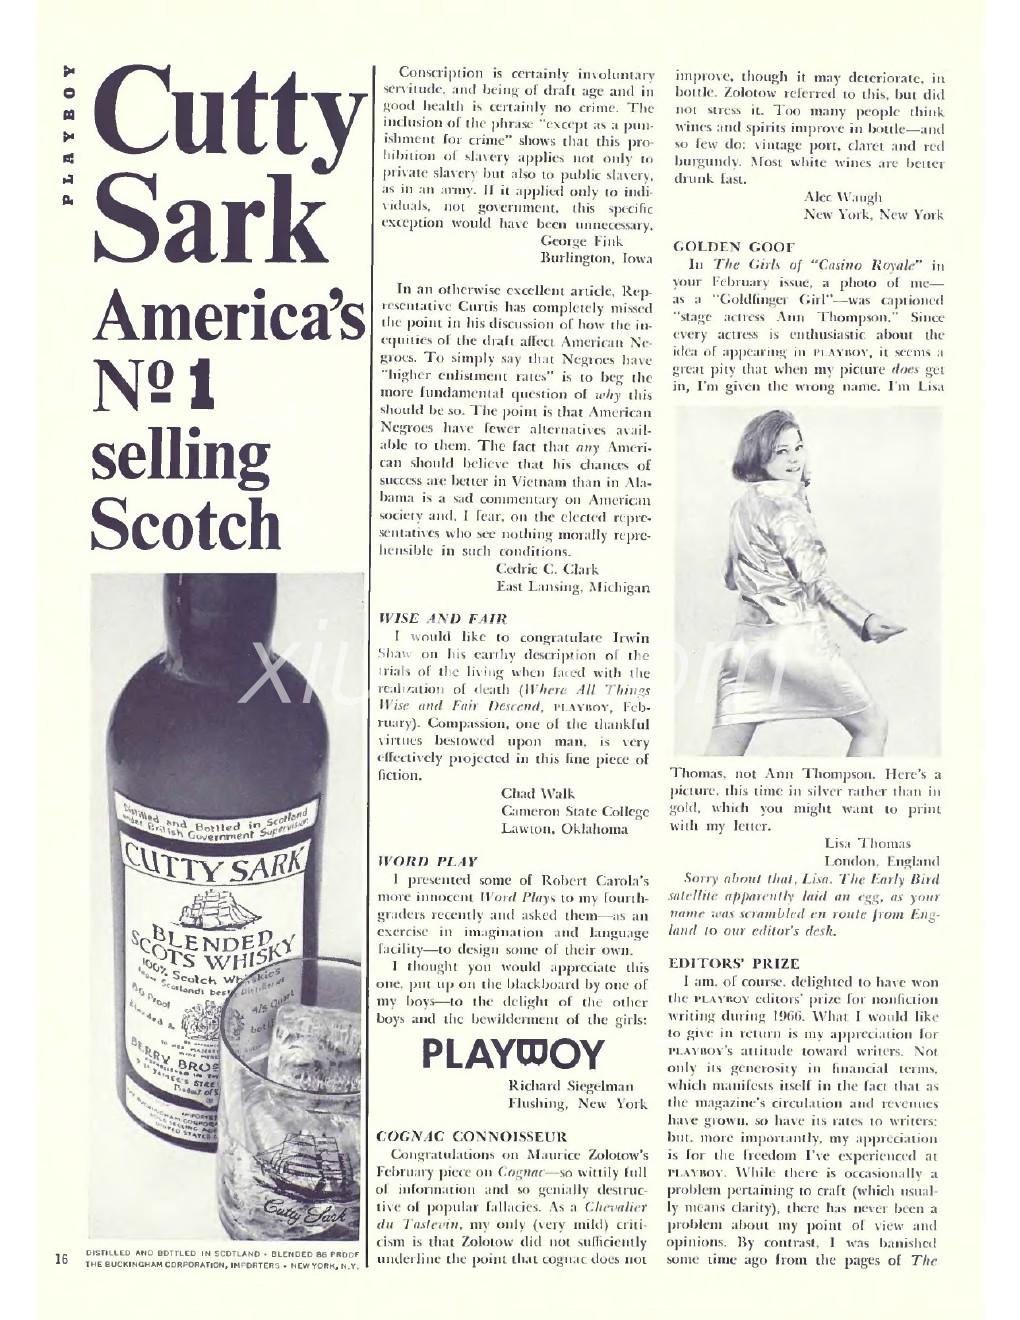 PLAYBOY
Cutty
Sark
America's
Nº 1
selling
Scotch
Distilled and Bottled in Scotland
under British Government Supervision
CUTTY SARK
BLENDED
SCOTS WHISKY
100% Scotch Whiskies
from Scotland's best Distilleries
86 Proof
4/5 Quart
Blended &
BERRY BROS
ST JAMES'S STREET
Product of S
Cutty Sark
16
DISTILLED AND BOTTLED IN SCOTLAND • BLENDED 86 PROOF
THE BUCKINGHAM CORPORATION, IMPORTERS • NEW YORK, N.Y.
Conscription is certainly involuntary
servitude, and being of draft age and in
good health is certainly no crime. The
inclusion of the phrase "except as a pun-
ishment for crime" shows that this pro-
hibition of slavery applies not only to
private slavery but also to public slavery,
as in an army. If it applied only to indi-
viduals, not government, this specific
exception would have been unnecessary.
George Fink
Burlington, Iowa
In an otherwise excellent article, Rep-
resentative Curtis has completely missed
the point in his discussion of how the in-
equities of the draft affect American Ne-
groes. To simply say that Negroes have
"higher enlistment rates" is to beg the
more fundamental question of why this
should be so. The point is that American
Negroes have fewer alternatives avail-
able to them. The fact that any Ameri-
can should believe that his chances of
success are better in Vietnam than in Ala-
bama is a sad commentary on American
society and, I fear, on the elected repre-
sentatives who see nothing morally repre-
hensible in such conditions.
Cedric C. Clark
East Lansing, Michigan
WISE AND FAIR
I would like to congratulate Irwin
Shaw on his earthy description of the
trials of the living when faced with the
realization of death (Where All Things
Wise and Fair Descend, PLAYBOY, Feb-
ruary). Compassion, one of the thankful
virtues bestowed upon man, is very
effectively projected in this fine piece of
fiction.
Chad Walk
Cameron State College
Lawton, Oklahoma
WORD PLAY
I presented some of Robert Carola's
more innocent Word Plays to my fourth-
graders recently and asked them—as an
exercise in imagination and language
facility—to design some of their own.
I thought you would appreciate this
one, put up on the blackboard by one of
my boys—to the delight of the other
boys and the bewilderment of the girls:
PLAYBOY
Richard Siegelman
Flushing, New York
COGNAC CONNOISSEUR
Congratulations on Maurice Zolotow's
February piece on Cognac—so wittily full
of information and so genially destruc-
tive of popular fallacies. As a Chevalier
du Tastevin, my only (very mild) criti-
cism is that Zolotow did not sufficiently
underline the point that cognac does not
improve, though it may deteriorate, in
bottle. Zolotow referred to this, but did
not stress it. Too many people think
wines and spirits improve in bottle—and
so few do: vintage port, claret and red
burgundy. Most white wines are better
drunk fast.
Alec Waugh
New York, New York
GOLDEN GOOF
In The Girls of "Casino Royale" in
your February issue, a photo of me—
as a "Goldfinger Girl"—was captioned
"stage actress Ann Thompson." Since
every actress is enthusiastic about the
idea of appearing in PLAYBOY, it seems a
great pity that when my picture does get
in, I'm given the wrong name. I'm Lisa
Thomas, not Ann Thompson. Here's a
picture, this time in silver rather than in
gold, which you might want to print
with my letter.
Lisa Thomas
London, England
Sorry about that, Lisa. The Early Bird
satellite apparently laid an egg, as your
name was scrambled en route from Eng-
land to our editor's desk.
EDITORS' PRIZE
I am, of course, delighted to have won
the PLAYBOY editors' prize for nonfiction
writing during 1966. What I would like
to give in return is my appreciation for
PLAYBOY's attitude toward writers. Not
only its generosity in financial terms,
which manifests itself in the fact that as
the magazine's circulation and revenues
have grown, so have its rates to writers;
but, more importantly, my appreciation
is for the freedom I've experienced at
PLAYBOY. While there is occasionally a
problem pertaining to craft (which usual-
ly means clarity), there has never been a
problem about my point of view and
opinions. By contrast, I was banished
some time ago from the pages of The